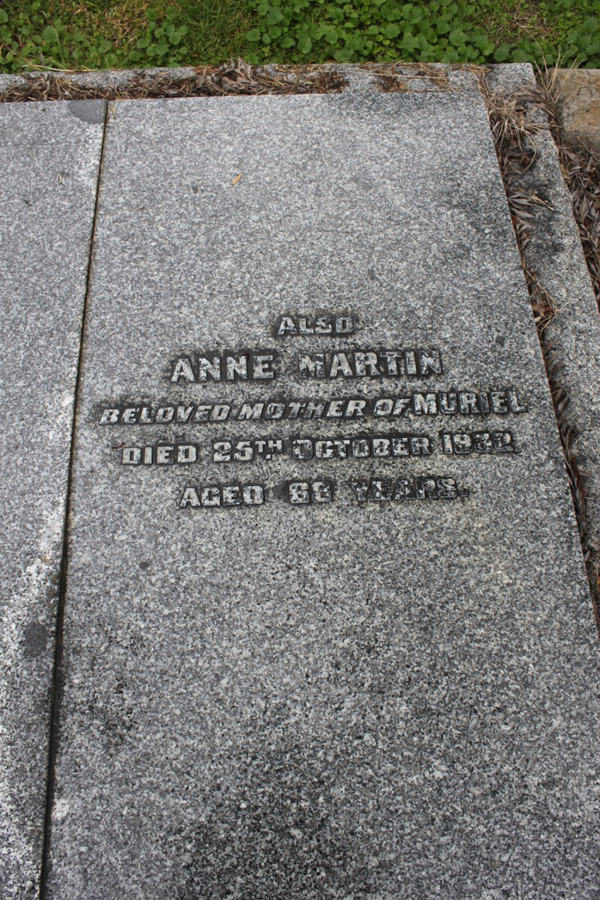 ALSO
ANNE MARTIN
BELOVED MOTHER OF MURIEL
DIED 25TH OCTOBER
AGED YEARS